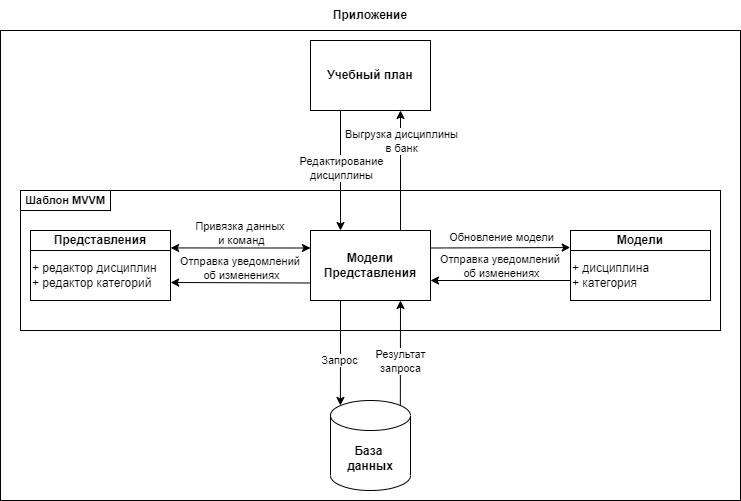 Приложение
Учебный план
Выгрузка дисциплины
в банк
Редактирование
дисциплины
Шаблон MVVM
Представления
+ редактор дисциплин
+ редактор категорий
Привязка данных
и команд
Отправка уведомлений
об изменениях
Модели
Представления
Обновление модели
Отправка уведомлений
об изменениях
Модели
+ дисциплина
+ категория
Запрос
Результат
запроса
База
данных